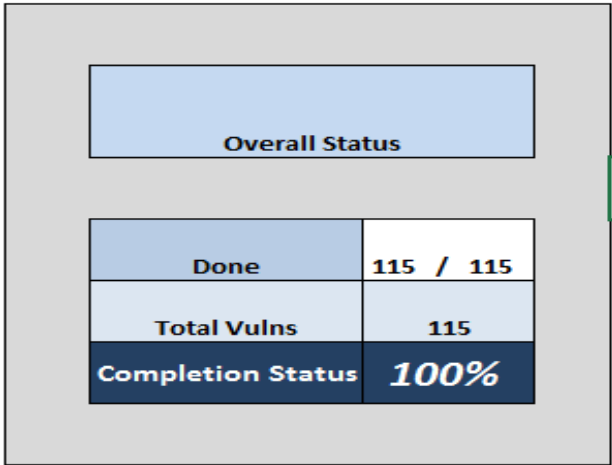 Overall Status
Done 115 / 115
Total Vulns 115
Completion Status 100%